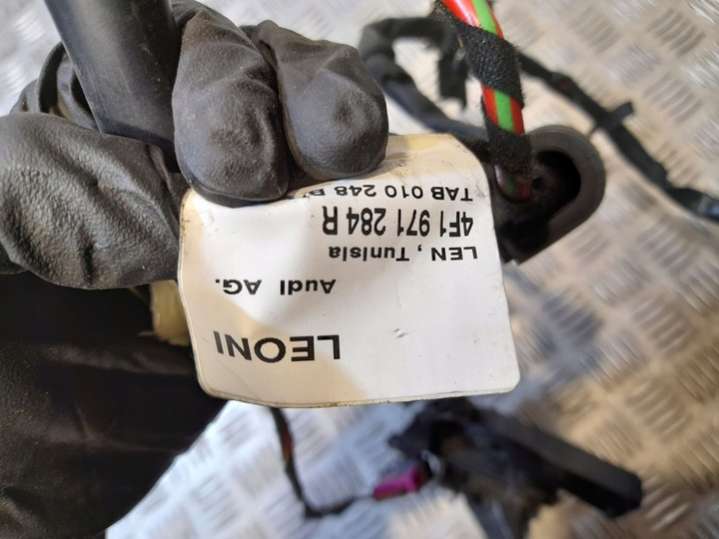 LEONI
Audi AG.
LEN, Tunisia
4F1 971 284 R
TAB 010 248